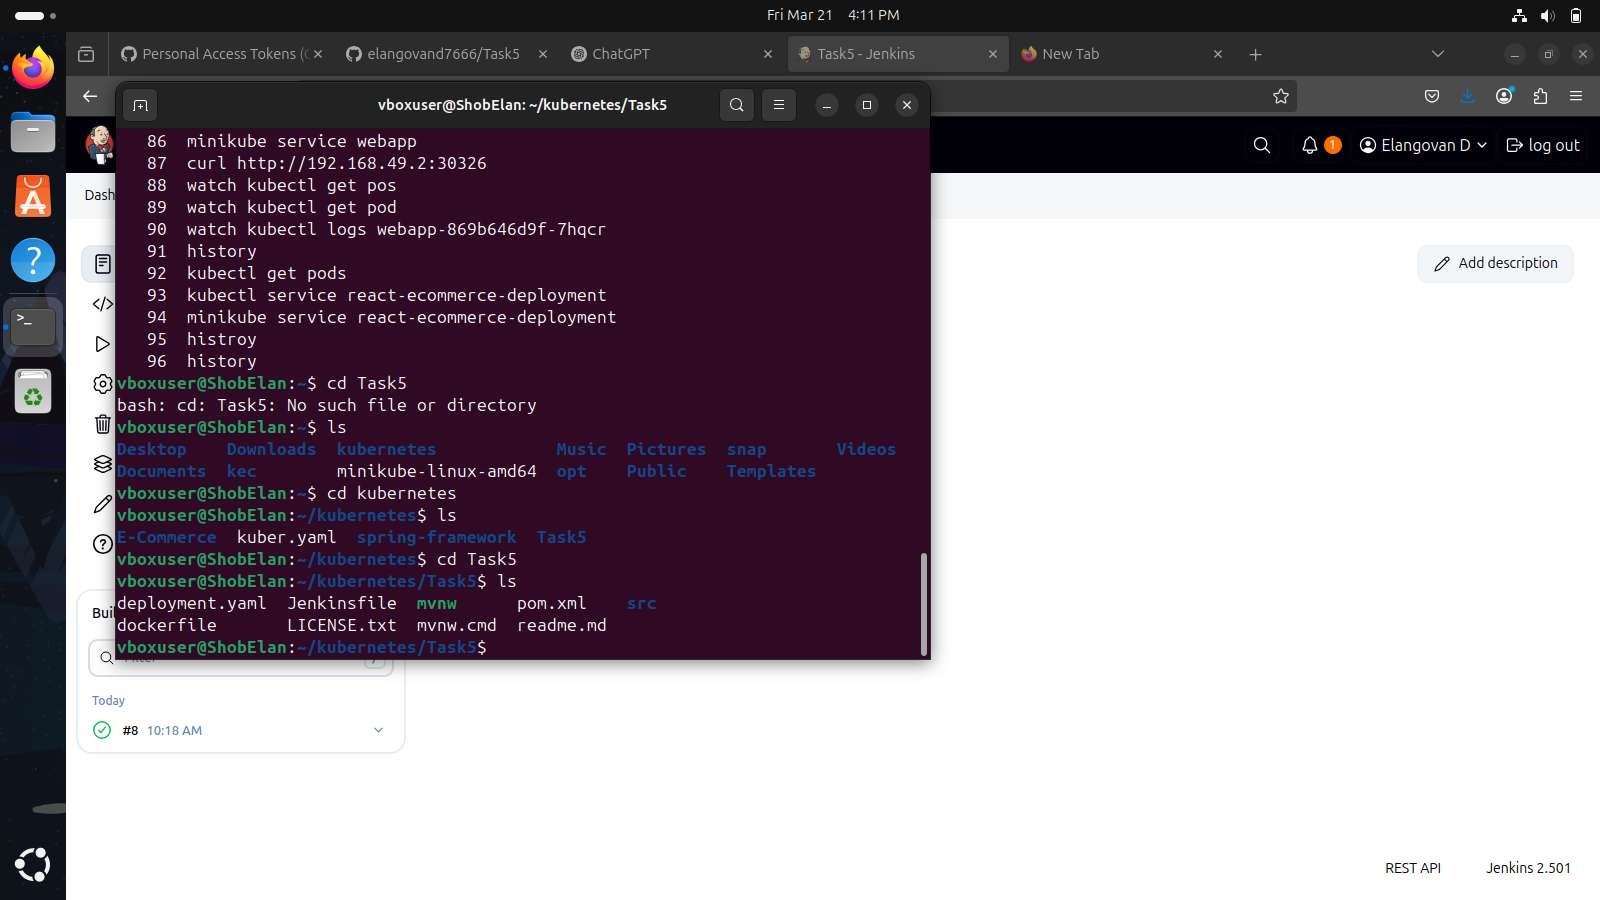 Fri Mar 21 4:11 PM
Personal Access Tokens (
elangovand7666/Task5
ChatGPT
Task5 - Jenkins
New Tab
vboxuser@ShobElan: ~/kubernetes/Task5
1
Elangovan D
log out
Dash
Add description
86 minikube service webapp
87 curl http://192.168.49.2:30326
88 watch kubectl get pos
89 watch kubectl get pod
90 watch kubectl logs webapp-869b646d9f-7hqcr
91 history
92 kubectl get pods
93 kubectl service react-ecommerce-deployment
94 minikube service react-ecommerce-deployment
95 histroy
96 history
vboxuser@ShobElan:~$ cd Task5
bash: cd: Task5: No such file or directory
vboxuser@ShobElan:~$ ls
Desktop Downloads kubernetes Music Pictures snap Videos
Documents kec minikube-linux-amd64 opt Public Templates
vboxuser@ShobElan:~$ cd kubernetes
vboxuser@ShobElan:~/kubernetes$ ls
E-Commerce kuber.yaml spring-framework Task5
vboxuser@ShobElan:~/kubernetes$ cd Task5
vboxuser@ShobElan:~/kubernetes/Task5$ ls
deployment.yaml Jenkinsfile mvnw pom.xml src
dockerfile LICENSE.txt mvnw.cmd readme.md
vboxuser@ShobElan:~/kubernetes/Task5$
Buil
Today
#8 10:18 AM
REST API
Jenkins 2.501